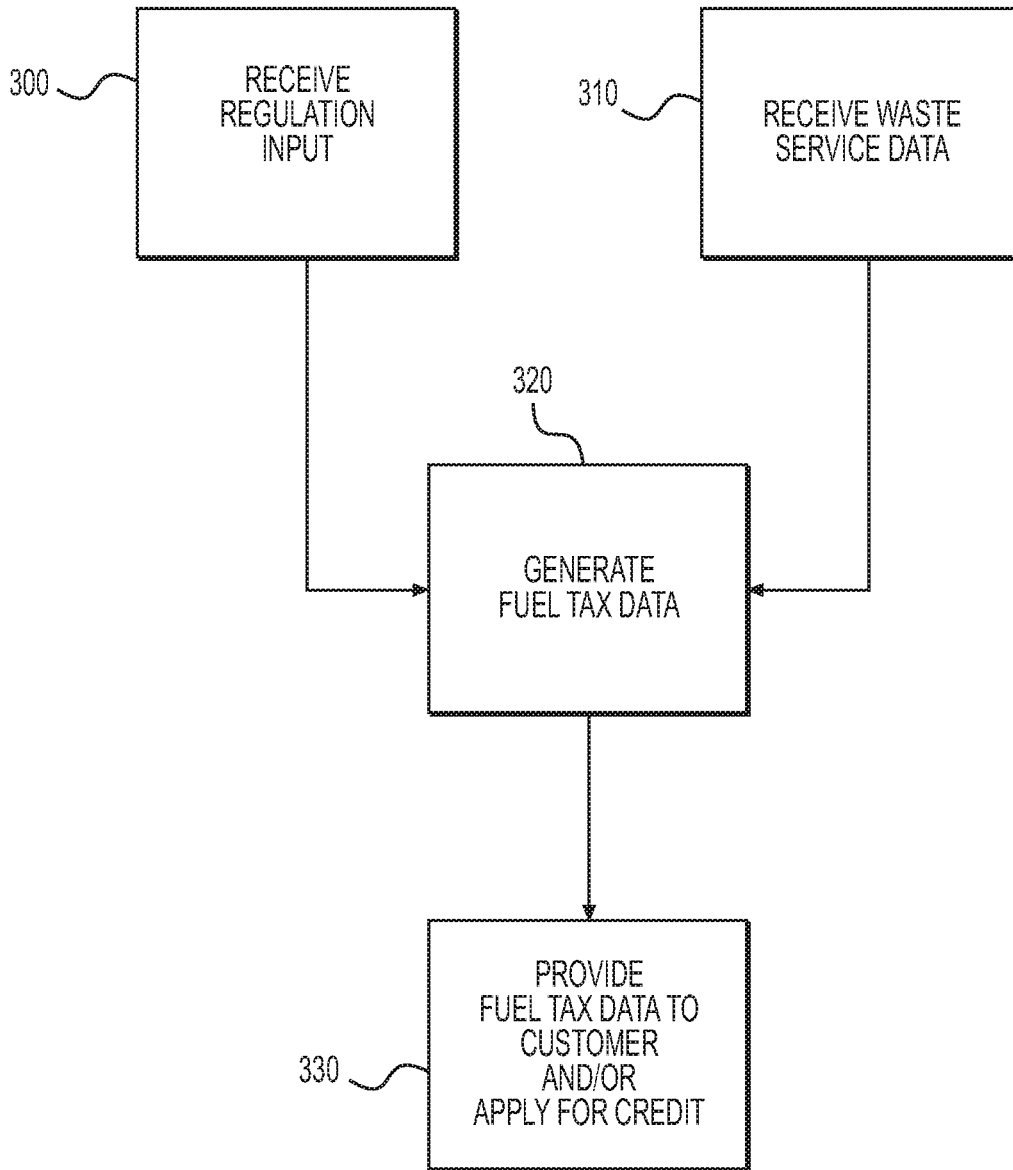 300
RECEIVE
REGULATION
INPUT
310
RECEIVE WASTE
SERVICE DATA
320
GENERATE
FUEL TAX DATA
330
PROVIDE
FUEL TAX DATA TO
CUSTOMER
AND/OR
APPLY FOR CREDIT